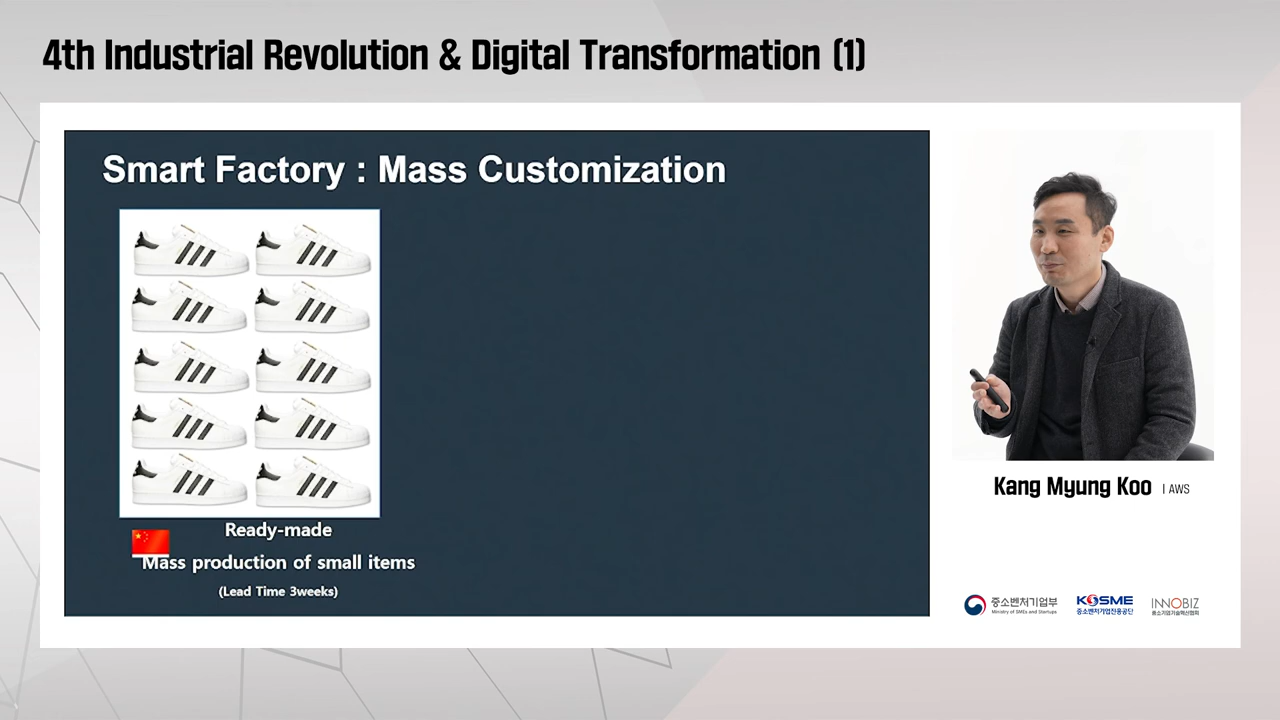 4th Industrial Revolution & Digital Transformation (1)
Smart Factory : Mass Customization
Ready-made
Mass production of small items
(Lead Time 3weeks)
Kang Myung Koo | AWS
중소벤처기업부
Ministry of SMEs and Startups
KOSME
중소벤처기업진흥공단
INNOBIZ
중소기업기술혁신협회